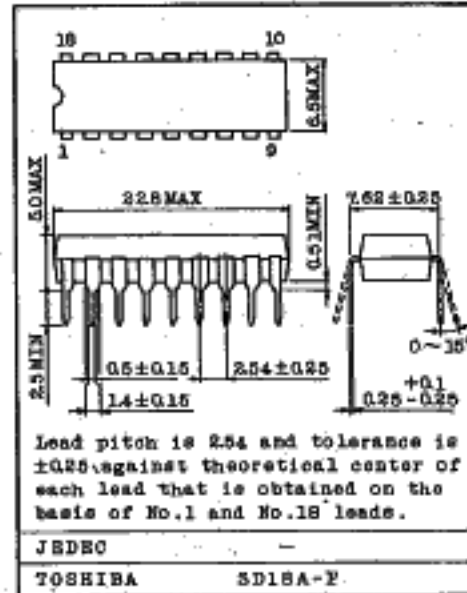 18 10
6.5MAX
1 9
5.0MAX
22.8MAX
0.51MIN
7.62±0.25
2.5MIN
0.5±0.15
2.54±0.25
0~15°
1.4±0.15
+0.1
0.25-0.25
Lead pitch is 2.54 and tolerance is
±0.25 against theoretical center of
each lead that is obtained on the
basis of No.1 and No.18 leads.
JEDEC —
TOSHIBA 3D18A-P